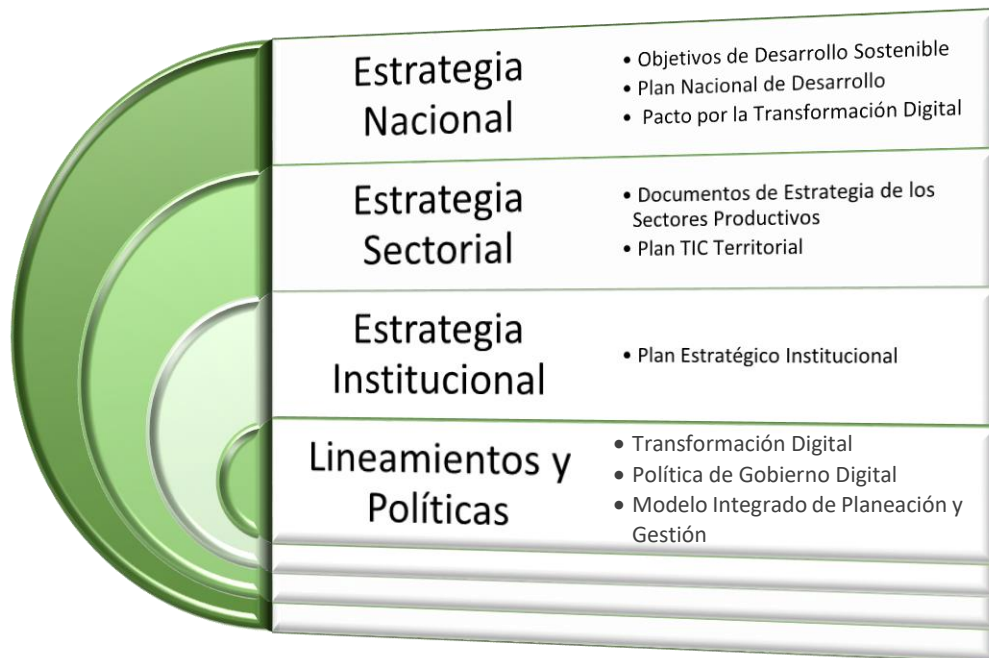 Estrategia
Nacional
• Objetivos de Desarrollo Sostenible
• Plan Nacional de Desarrollo
• Pacto por la Transformación Digital
Estrategia
Sectorial
• Documentos de Estrategia de los
Sectores Productivos
• Plan TIC Territorial
Estrategia
Institucional
• Plan Estratégico Institucional
Lineamientos y
Políticas
• Transformación Digital
• Política de Gobierno Digital
• Modelo Integrado de Planeación y
Gestión